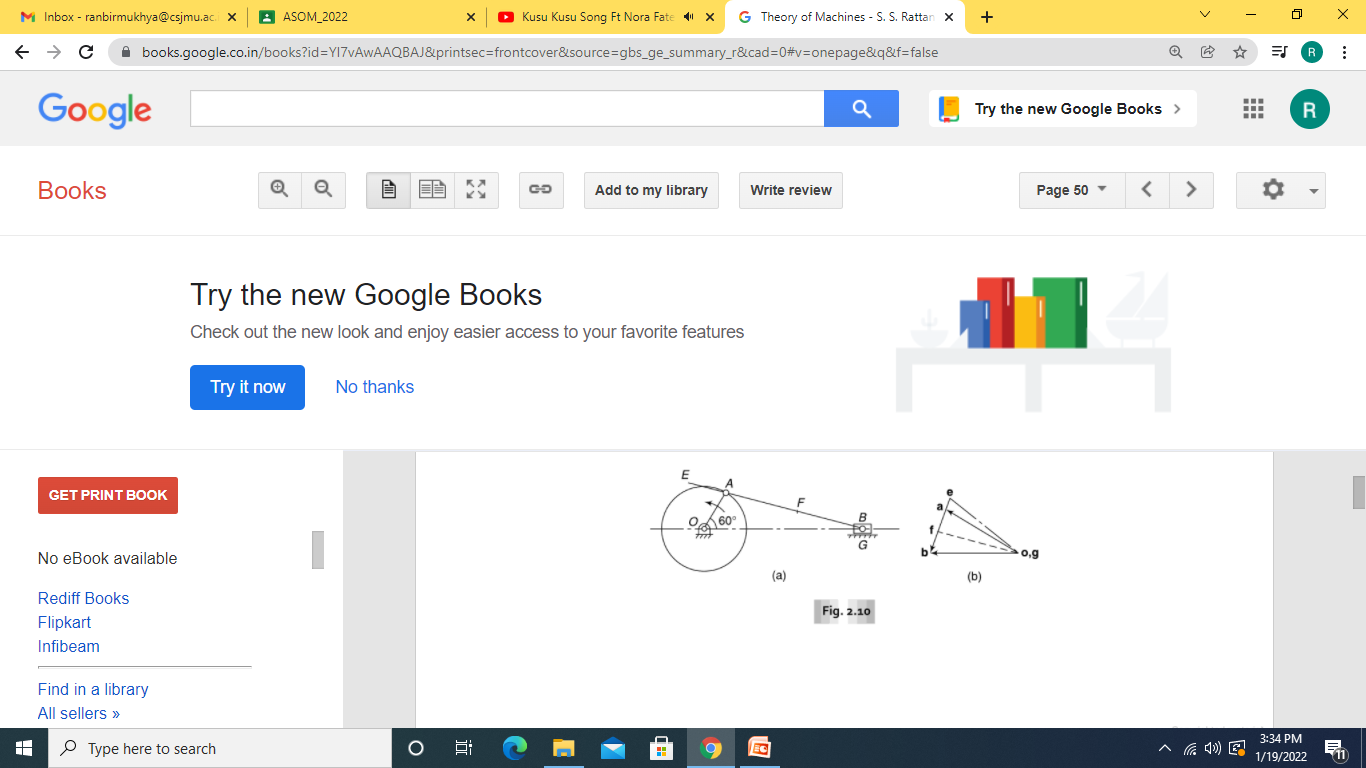 Inbox - ranbirmukhya@csjmu.ac.
ASOM_2022
Kusu Kusu Song Ft Nora Fate
Theory of Machines - S. S. Rattan
books.google.co.in/books?id=YI7vAwAAQBAJ&printsec=frontcover&source=gbs_ge_summary_r&cad=0#v=onepage&q&f=false
R
Google
Try the new Google Books
R
Books
Add to my library
Write review
Page 50
Try the new Google Books
Check out the new look and enjoy easier access to your favorite features
Try it now
No thanks
GET PRINT BOOK
No eBook available
Rediff Books
Flipkart
Infibeam
Find in a library
All sellers »
E
A
F
O
60°
B
G
(a)
e
a
f
b
o,g
(b)
Fig. 2.10
Type here to search
3:34 PM
1/19/2022
11